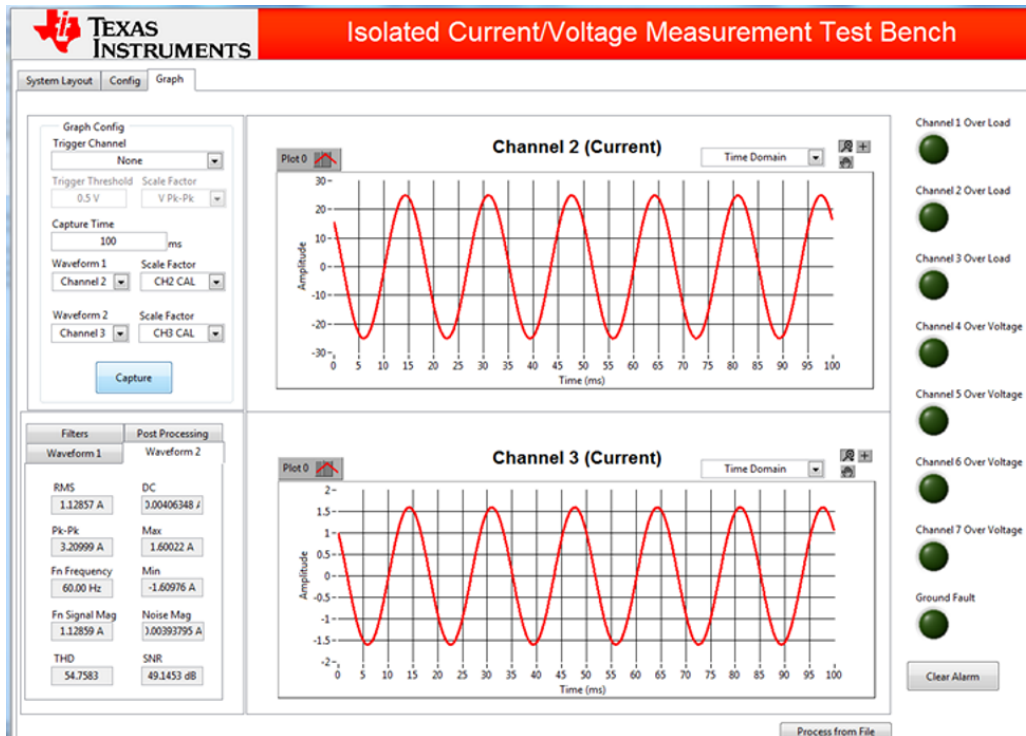 TEXAS
INSTRUMENTS
Isolated Current/Voltage Measurement Test Bench
System Layout Config Graph
Graph Config
Trigger Channel
None
Trigger Threshold Scale Factor
0.5 V V Pk-Pk
Capture Time
100 ms
Waveform 1 Scale Factor
Channel 2 CH2 CAL
Waveform 2 Scale Factor
Channel 3 CH3 CAL
Capture
Filters Post Processing
Waveform 1 Waveform 2
RMS DC
1.12857 A 0.00406348 A
Pk-Pk Max
3.20999 A 1.60022 A
Fn Frequency Min
60.00 Hz -1.60976 A
Fn Signal Mag Noise Mag
1.12859 A 0.00393795 A
THD SNR
54.7583 49.1453 dB
Plot 0 Channel 2 (Current) Time Domain
Amplitude
30
20
10
0
-10
-20
-30
0 5 10 15 20 25 30 35 40 45 50 55 60 65 70 75 80 85 90 95 100
Time (ms)
Plot 0 Channel 3 (Current) Time Domain
Amplitude
2
1.5
1
0.5
0
-0.5
-1
-1.5
-2
0 5 10 15 20 25 30 35 40 45 50 55 60 65 70 75 80 85 90 95 100
Time (ms)
Channel 1 Over Load
Channel 2 Over Load
Channel 3 Over Load
Channel 4 Over Voltage
Channel 5 Over Voltage
Channel 6 Over Voltage
Channel 7 Over Voltage
Ground Fault
Clear Alarm
Process from File